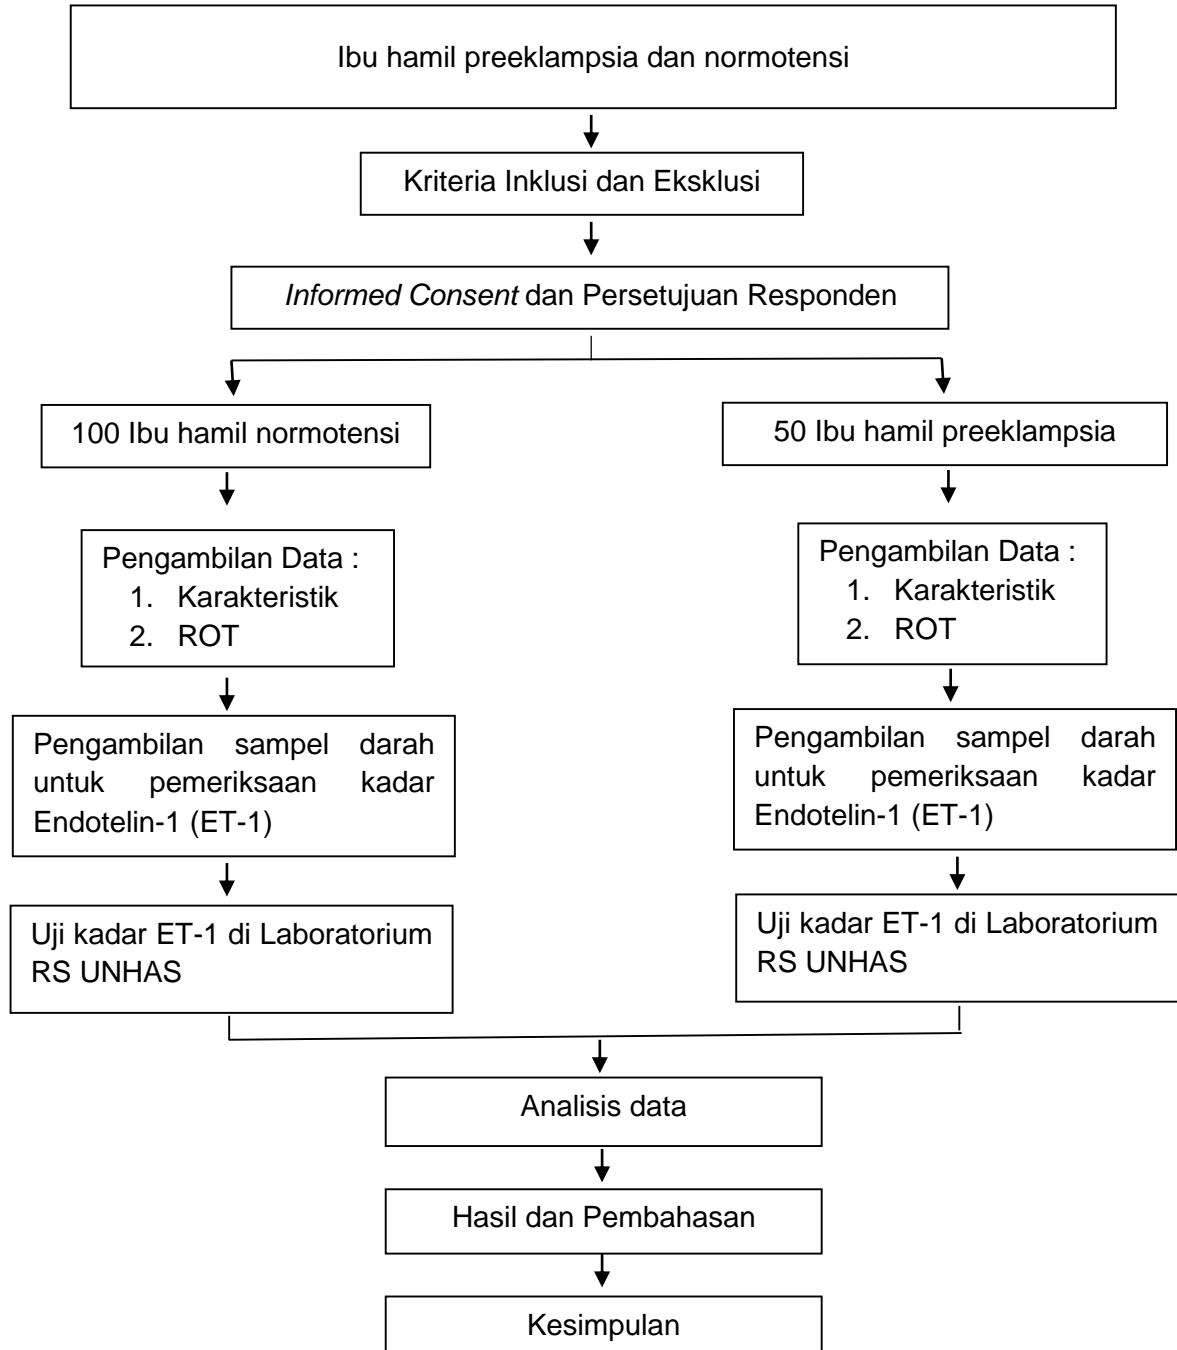 Ibu hamil preeklampsia dan normotensi
Kriteria Inklusi dan Eksklusi
Informed Consent dan Persetujuan Responden
100 Ibu hamil normotensi
50 Ibu hamil preeklampsia
Pengambilan Data :
1. Karakteristik
2. ROT
Pengambilan Data :
1. Karakteristik
2. ROT
Pengambilan sampel darah
untuk pemeriksaan kadar
Endotelin-1 (ET-1)
Pengambilan sampel darah
untuk pemeriksaan kadar
Endotelin-1 (ET-1)
Uji kadar ET-1 di Laboratorium
RS UNHAS
Uji kadar ET-1 di Laboratorium
RS UNHAS
Analisis data
Hasil dan Pembahasan
Kesimpulan